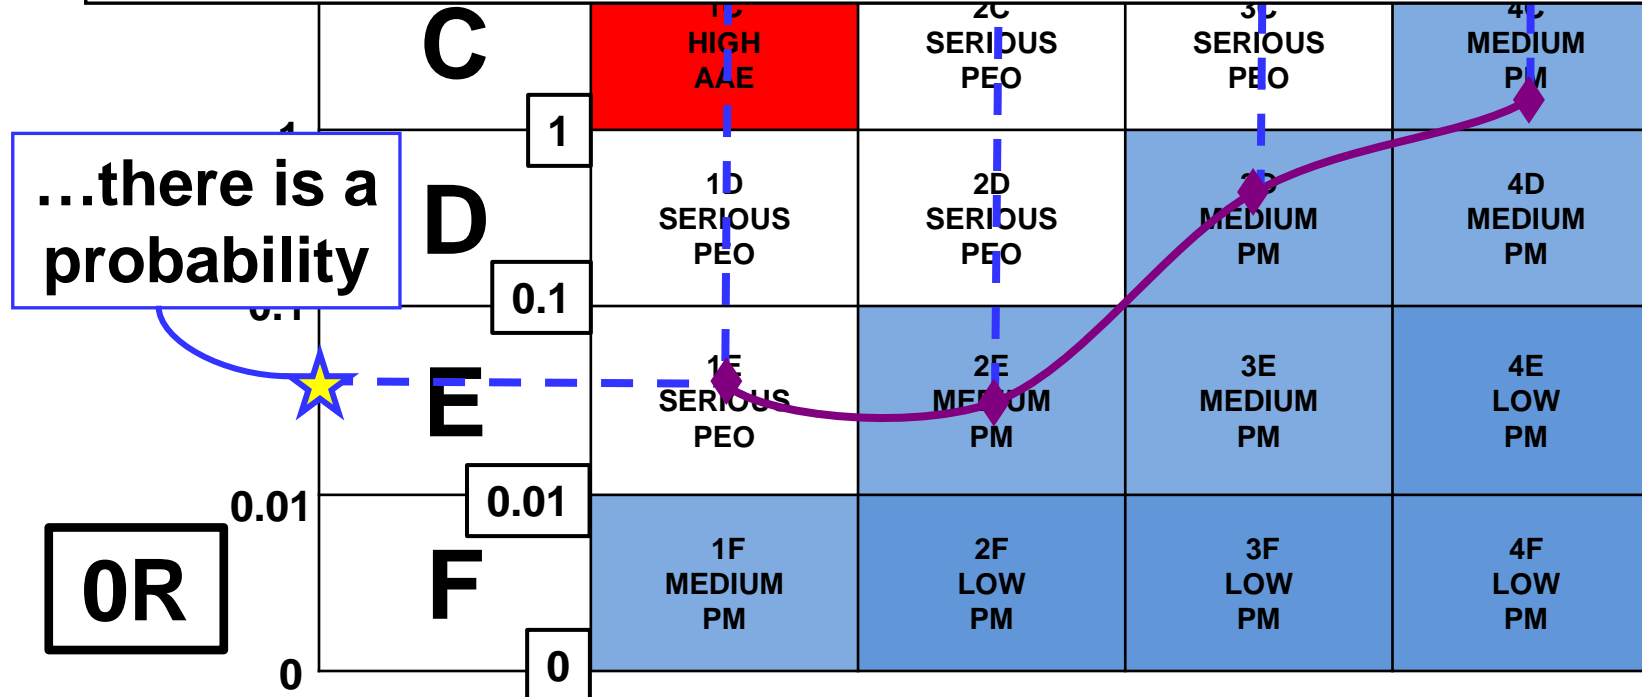 C
1C
HIGH
AAE
2C
SERIOUS
PEO
3C
SERIOUS
PEO
4C
MEDIUM
PM
1
1
…there is a
probability
D
1D
SERIOUS
PEO
2D
SERIOUS
PEO
3D
MEDIUM
PM
4D
MEDIUM
PM
0.1
0.1
E
1E
SERIOUS
PEO
2E
MEDIUM
PM
3E
MEDIUM
PM
4E
LOW
PM
0.01
0.01
0R
F
1F
MEDIUM
PM
2F
LOW
PM
3F
LOW
PM
4F
LOW
PM
0
0